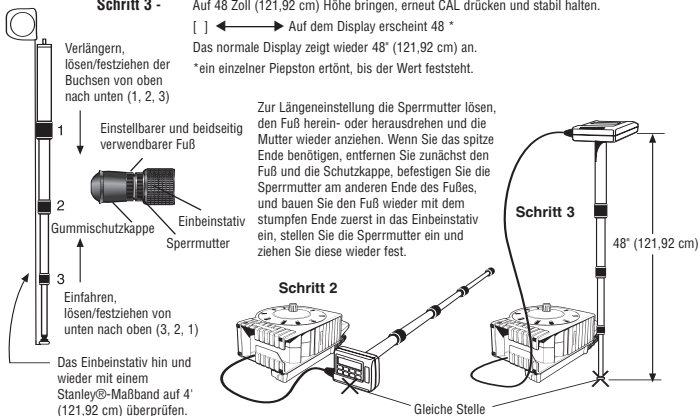 Schritt 3 - Auf 48 Zoll (121,92 cm) Höhe bringen, erneut CAL drücken und stabil halten.
[ ] Auf dem Display erscheint 48 *
Das normale Display zeigt wieder 48" (121,92 cm) an.
*ein einzelner Piepston ertönt, bis der Wert feststeht.
Verlängern,
lösen/festziehen der
Buchsen von oben
nach unten (1, 2, 3)
1
2
3
Einstellbarer und beidseitig
verwendbarer Fuß
Gummischutzkappe
Einbeinstativ
Sperrmutter
Einfahren,
lösen/festziehen von
unten nach oben (3, 2, 1)
Das Einbeinstativ hin und
wieder mit einem
Stanley®-Maßband auf 4'
(121,92 cm) überprüfen.
Zur Längeneinstellung die Sperrmutter lösen,
den Fuß herein- oder herausdrehen und die
Mutter wieder anziehen. Wenn Sie das spitze
Ende benötigen, entfernen Sie zunächst den
Fuß und die Schutzkappe, befestigen Sie die
Sperrmutter am anderen Ende des Fußes,
und bauen Sie den Fuß wieder mit dem
stumpfen Ende zuerst in das Einbeinstativ
ein, stellen Sie die Sperrmutter ein und
ziehen Sie diese wieder fest.
Schritt 2
Schritt 3
48" (121,92 cm)
Gleiche Stelle